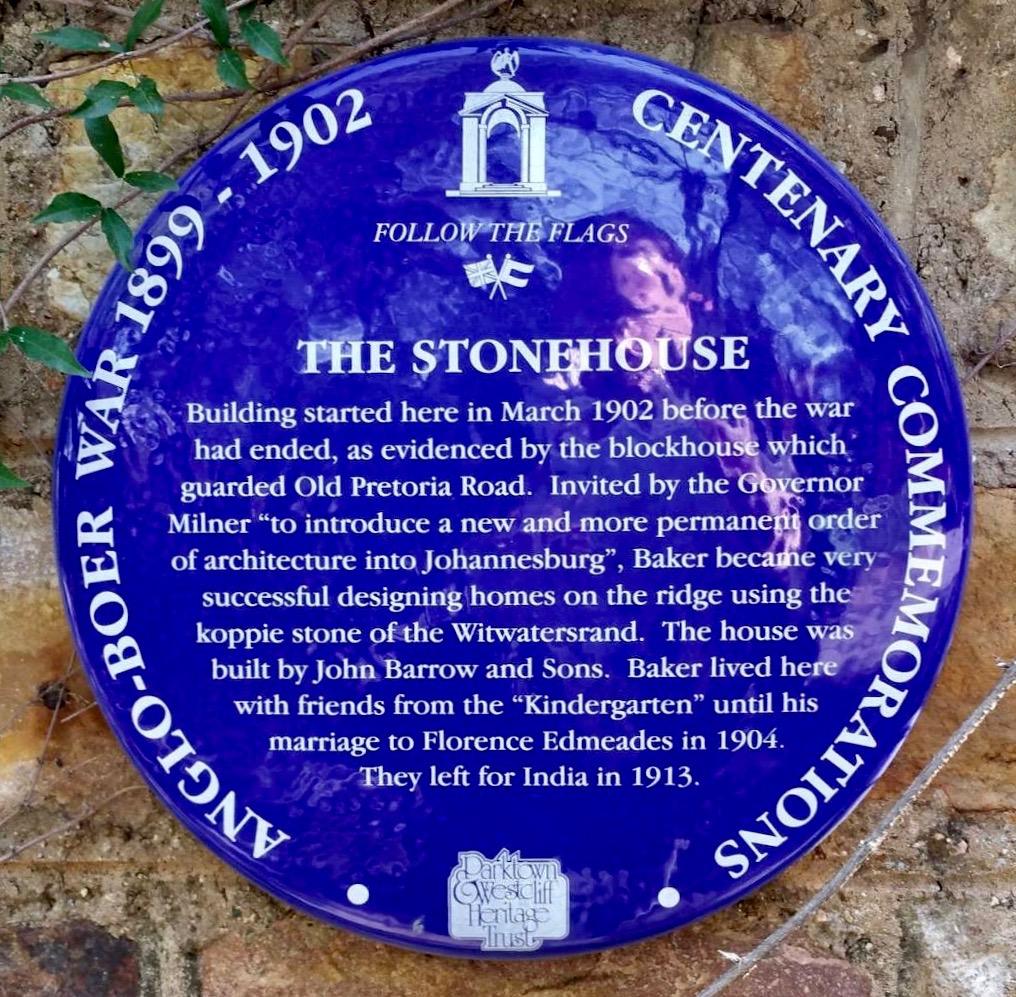 ANGLO-BOER WAR 1899 - 1902
CENTENARY COMMEMORATIONS
FOLLOW THE FLAGS
THE STONEHOUSE
Building started here in March 1902 before the war
had ended, as evidenced by the blockhouse which
guarded Old Pretoria Road. Invited by the Governor
Milner “to introduce a new and more permanent order
of architecture into Johannesburg”, Baker became very
successful designing homes on the ridge using the
koppie stone of the Witwatersrand. The house was
built by John Barrow and Sons. Baker lived here
with friends from the “Kindergarten” until his
marriage to Florence Edmeades in 1904.
They left for India in 1913.
Parktown
& Westcliff
Heritage
Trust